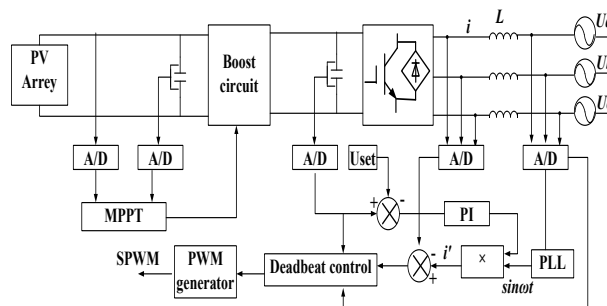 PV
Arrey
Boost
circuit
i
L
A/D
A/D
A/D
Uset
A/D
A/D
MPPT
+
-
PI
SPWM
PWM
generator
Deadbeat control
-
+
i'
×
PLL
sinωt